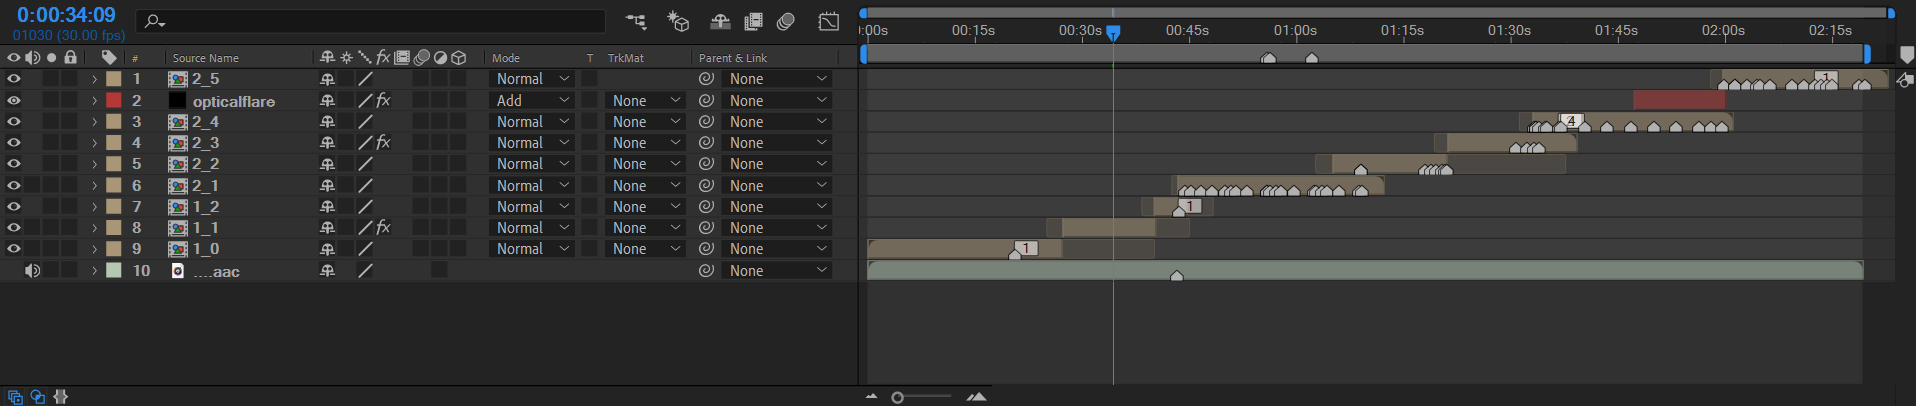 0:00:34:09
01030 (30.00 fps)
:00s 00:15s 00:30s 00:45s 01:00s 01:15s 01:30s 01:45s 02:00s 02:15s
# Source Name fx Mode T TrkMat Parent & Link
1 2_5 Normal None 1
2 opticalflare fx Add None None
3 2_4 Normal None None 4
4 2_3 fx Normal None None
5 2_2 Normal None None
6 2_1 Normal None None
7 1_2 Normal None None 1
8 1_1 fx Normal None None
9 1_0 Normal None None 1
10 ....aac None